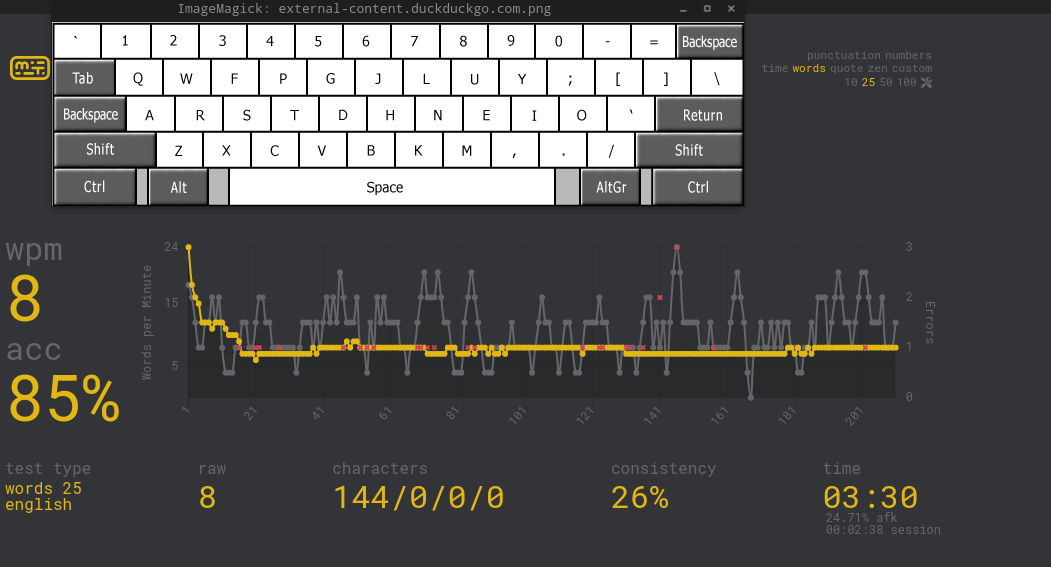 ImageMagick: external-content.duckduckgo.com.png
` 1 2 3 4 5 6 7 8 9 0 - = Backspace
Tab Q W F P G J L U Y ; [ ] \
Backspace A R S T D H N E I O ` Return
Shift Z X C V B K M , . / Shift
Ctrl Alt Space AltGr Ctrl
punctuation numbers
time words quote zen custom
10 25 50 100
wpm
8
acc
85%
24
15
5
Words per Minute
3
2
1
0
Errors
1 21 41 61 81 101 121 141 161 181 201
test type
words 25
english
raw
8
characters
144/0/0/0
consistency
26%
time
03:30
24.71% afk
00:02:38 session